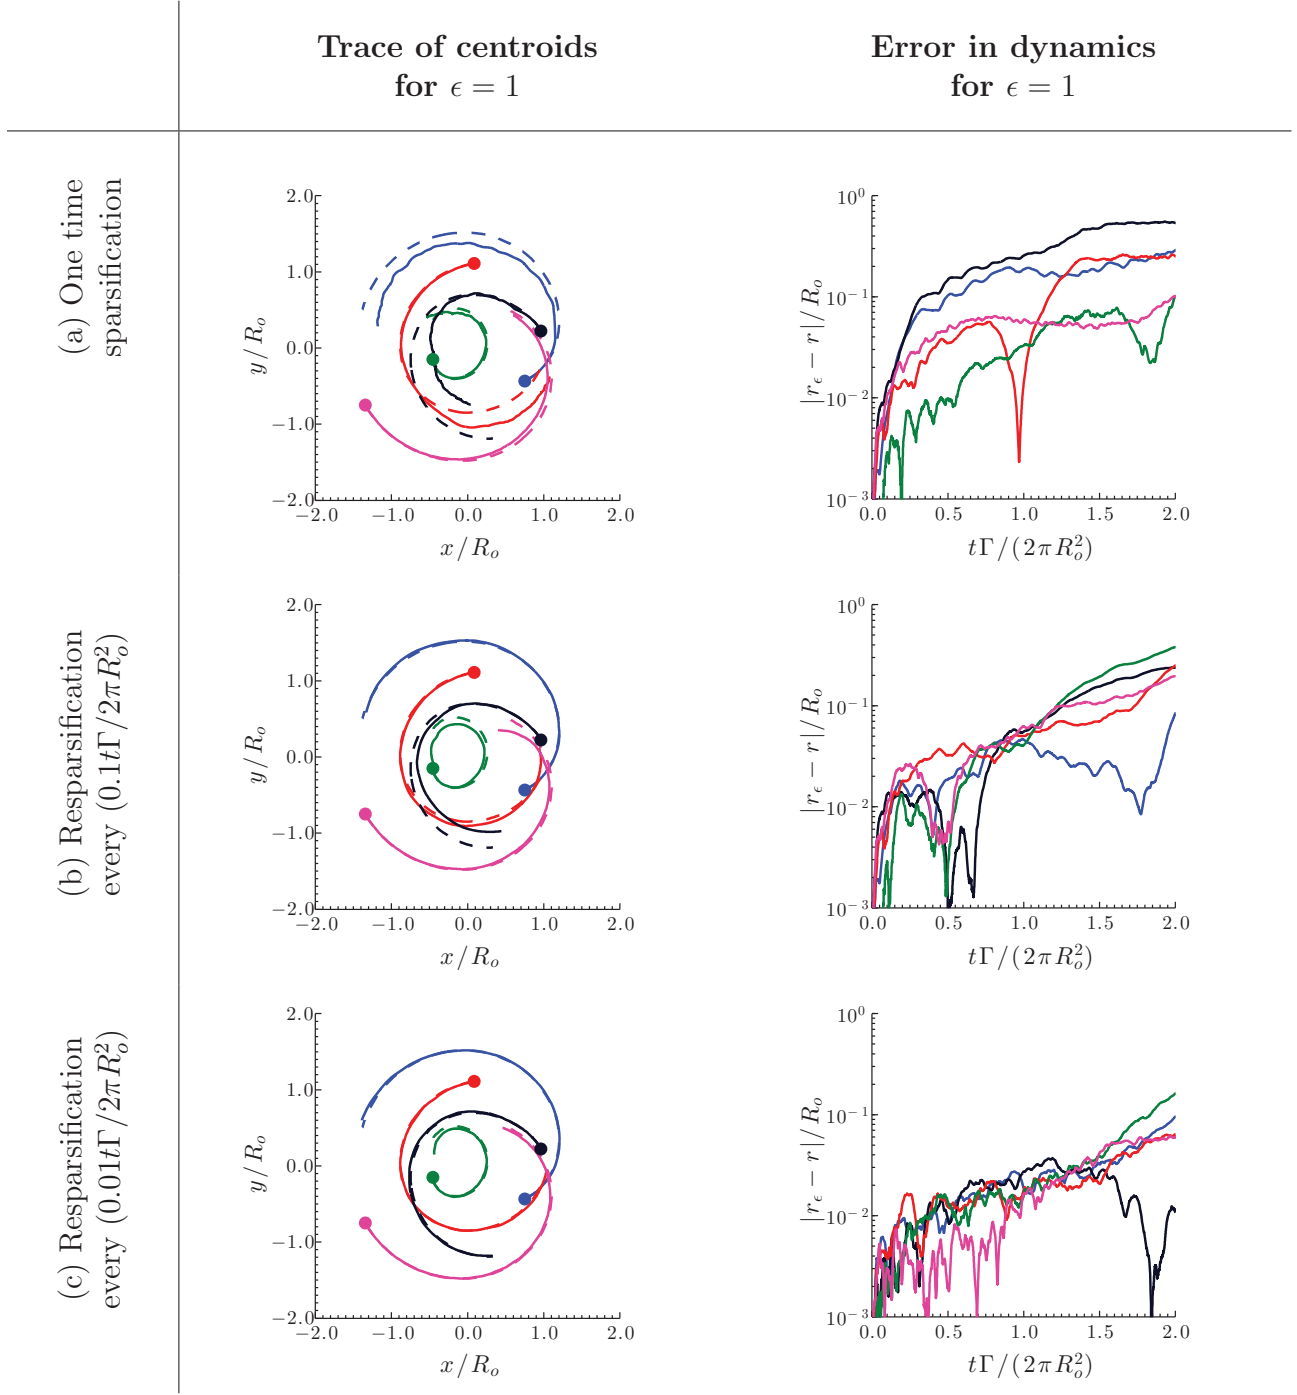 Trace of centroids
for ϵ = 1
Error in dynamics
for ϵ = 1
(a) One time
sparsification
2.0
1.0
0.0
−1.0
−2.0
y/R_o
−2.0 −1.0 0.0 1.0 2.0
x/R_o
10^0
10^−1
10^−2
10^−3
|r_ϵ − r|/R_o
0.0 0.5 1.0 1.5 2.0
tΓ/(2πR_o^2)
(b) Resparsification
every (0.1tΓ/2πR_o^2)
2.0
1.0
0.0
−1.0
−2.0
y/R_o
−2.0 −1.0 0.0 1.0 2.0
x/R_o
10^0
10^−1
10^−2
10^−3
|r_ϵ − r|/R_o
0.0 0.5 1.0 1.5 2.0
tΓ/(2πR_o^2)
(c) Resparsification
every (0.01tΓ/2πR_o^2)
2.0
1.0
0.0
−1.0
−2.0
y/R_o
−2.0 −1.0 0.0 1.0 2.0
x/R_o
10^0
10^−1
10^−2
10^−3
|r_ϵ − r|/R_o
0.0 0.5 1.0 1.5 2.0
tΓ/(2πR_o^2)